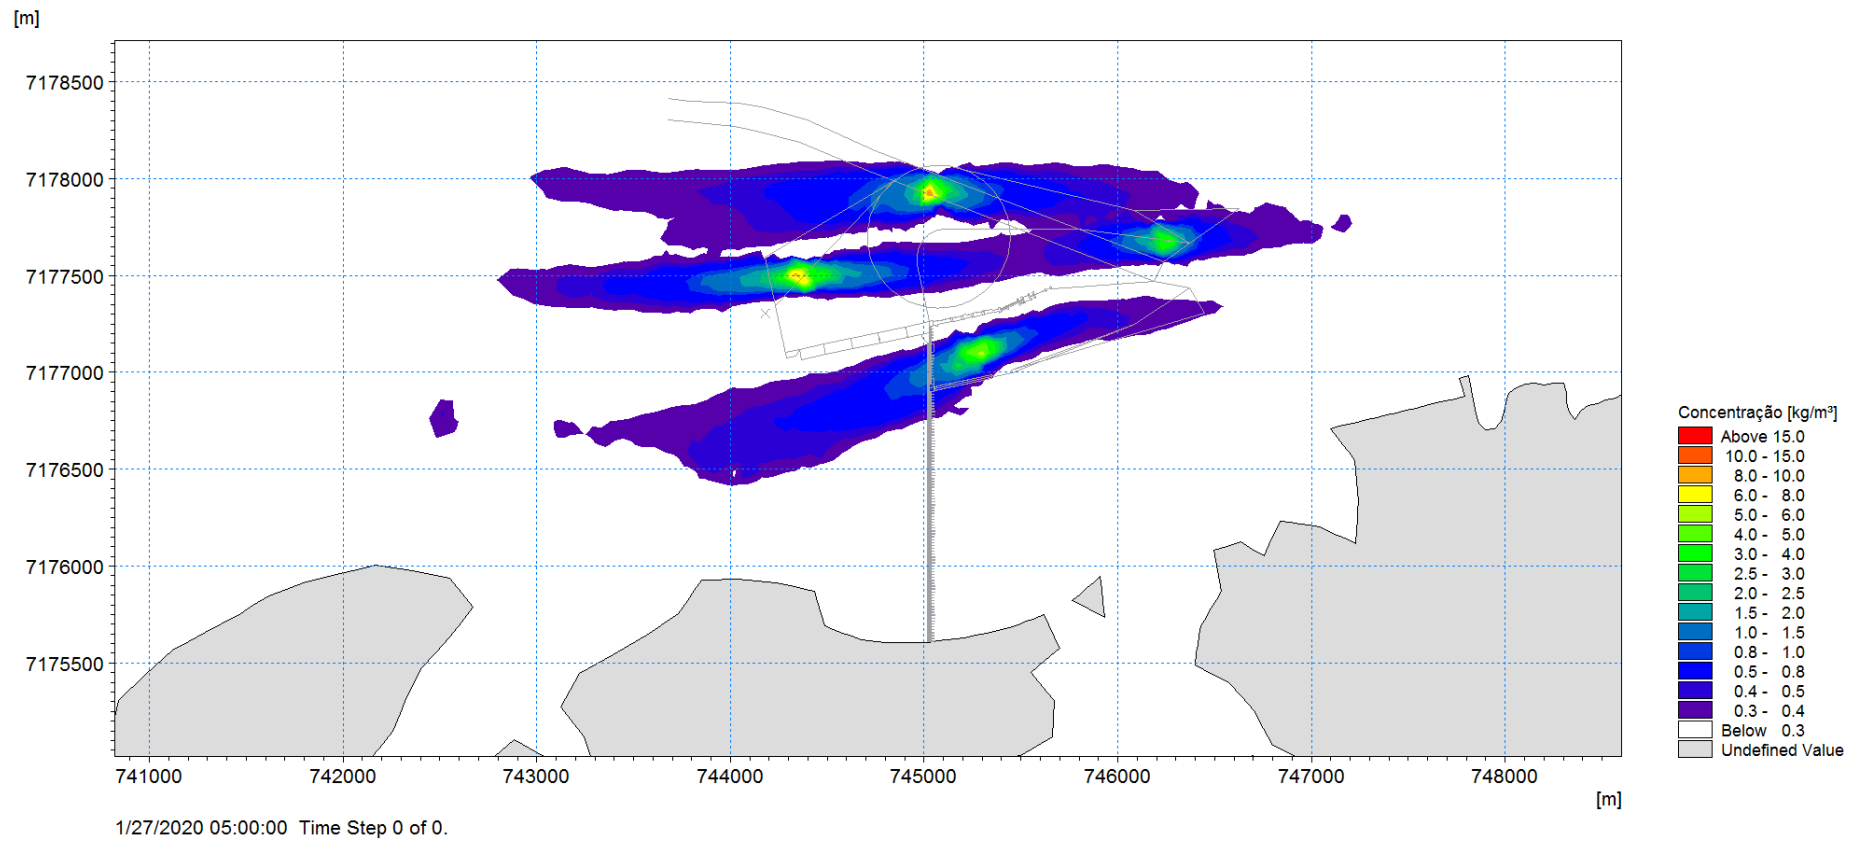 [m]
7178500
7178000
7177500
7177000
7176500
7176000
7175500
741000 742000 743000 744000 745000 746000 747000 748000
[m]
1/27/2020 05:00:00 Time Step 0 of 0.
Concentração [kg/m³]
Above 15.0
10.0 - 15.0
8.0 - 10.0
6.0 - 8.0
5.0 - 6.0
4.0 - 5.0
3.0 - 4.0
2.5 - 3.0
2.0 - 2.5
1.5 - 2.0
1.0 - 1.5
0.8 - 1.0
0.5 - 0.8
0.4 - 0.5
0.3 - 0.4
Below 0.3
Undefined Value